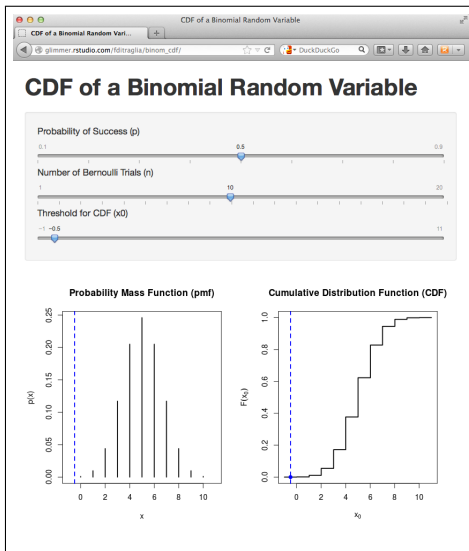 CDF of a Binomial Random Variable
CDF of a Binomial Random Vari...
glimmer.rstudio.com/fditraglia/binom_cdf/
DuckDuckGo
CDF of a Binomial Random Variable
Probability of Success (p)
0.1 0.5 0.9
Number of Bernoulli Trials (n)
1 10 20
Threshold for CDF (x0)
−1 −0.5 11
Probability Mass Function (pmf)
p(x)
0.00 0.05 0.10 0.15 0.20 0.25
0 2 4 6 8 10
x
Cumulative Distribution Function (CDF)
F(x₀)
0.0 0.2 0.4 0.6 0.8 1.0
0 2 4 6 8 10
x₀